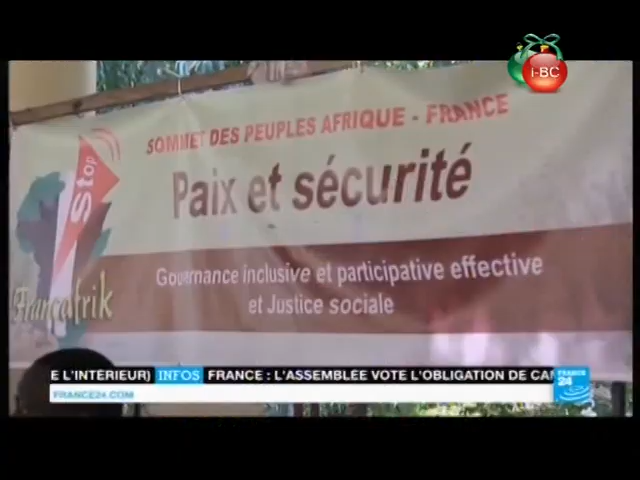 i-BC
SOMMET DES PEUPLES AFRIQUE - FRANCE
Stop
Paix et sécurité
Gouvernance inclusive et participative effective
et Justice sociale
Françafrik
E L'INTÉRIEUR) INFOS FRANCE : L'ASSEMBLÉE VOTE L'OBLIGATION DE CAM
FRANCE 24
FRANCE24.COM